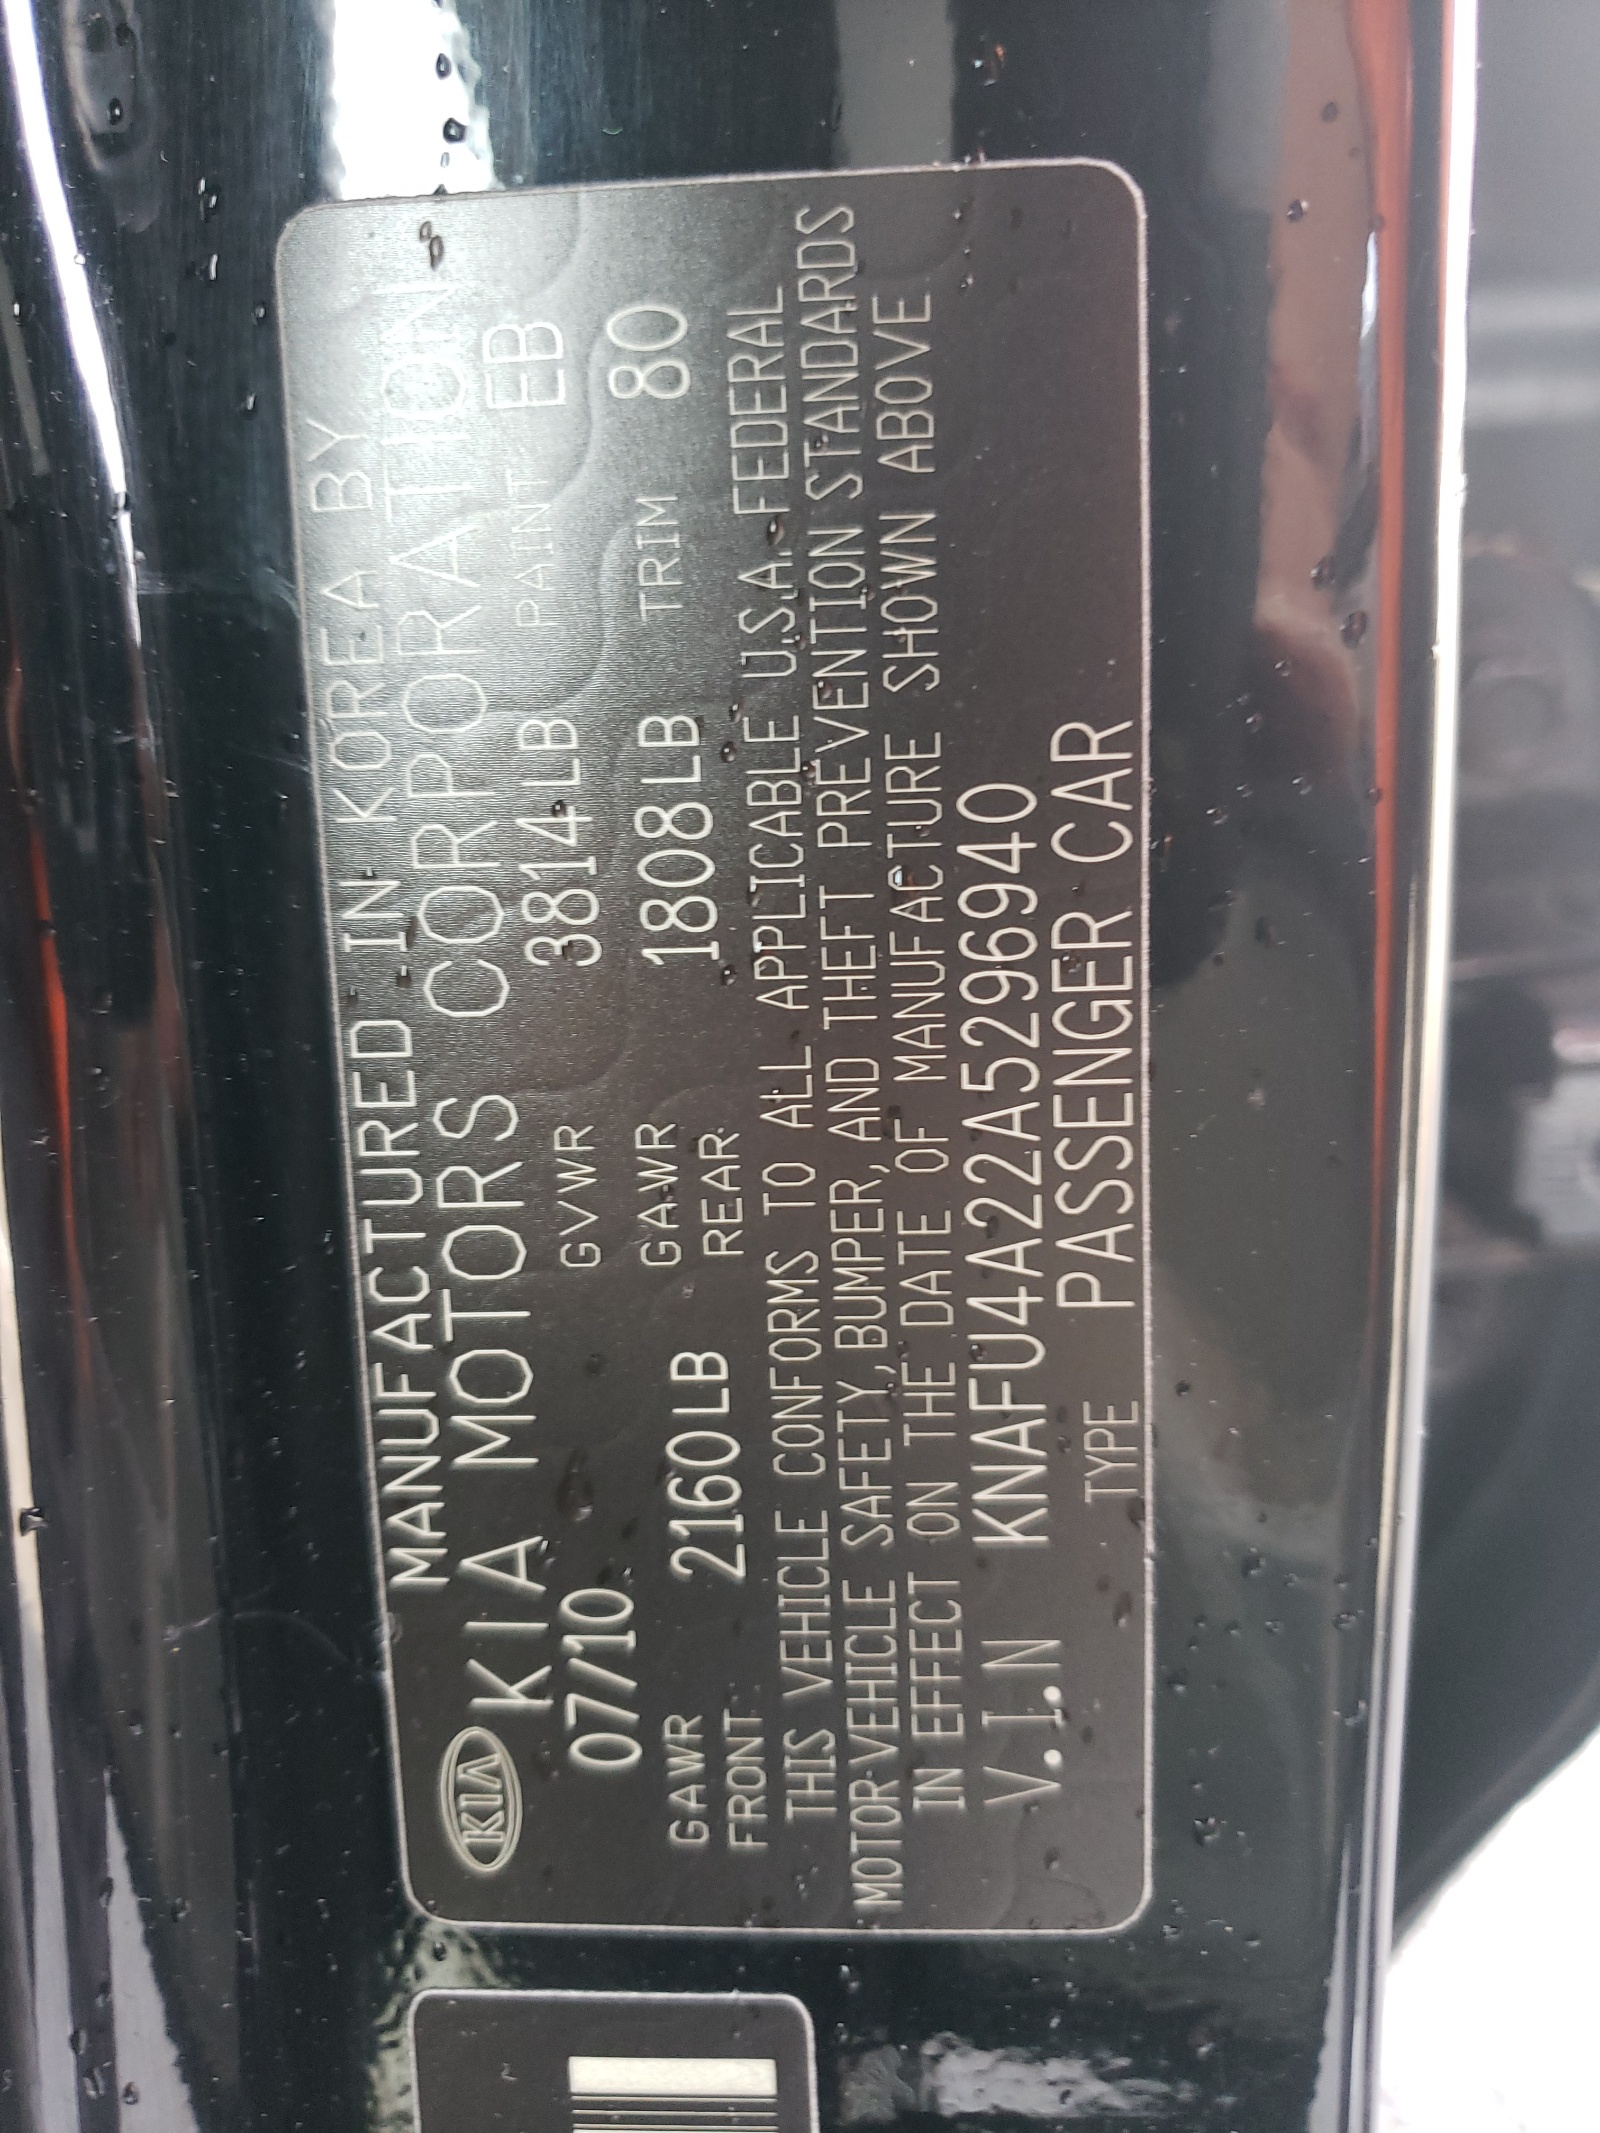 MANUFACTURED IN KOREA BY
KIA KIA MOTORS CORPORATION
07/10 GVWR 3814LB PAINT EB
GAWR FRONT 2160LB GAWR REAR 1808LB TRIM 80
THIS VEHICLE CONFORMS TO ALL APPLICABLE U.S.A. FEDERAL
MOTOR VEHICLE SAFETY, BUMPER, AND THEFT PREVENTION STANDARDS
IN EFFECT ON THE DATE OF MANUFACTURE SHOWN ABOVE
V.I.N KNAFU4A22A5296940
TYPE PASSENGER CAR